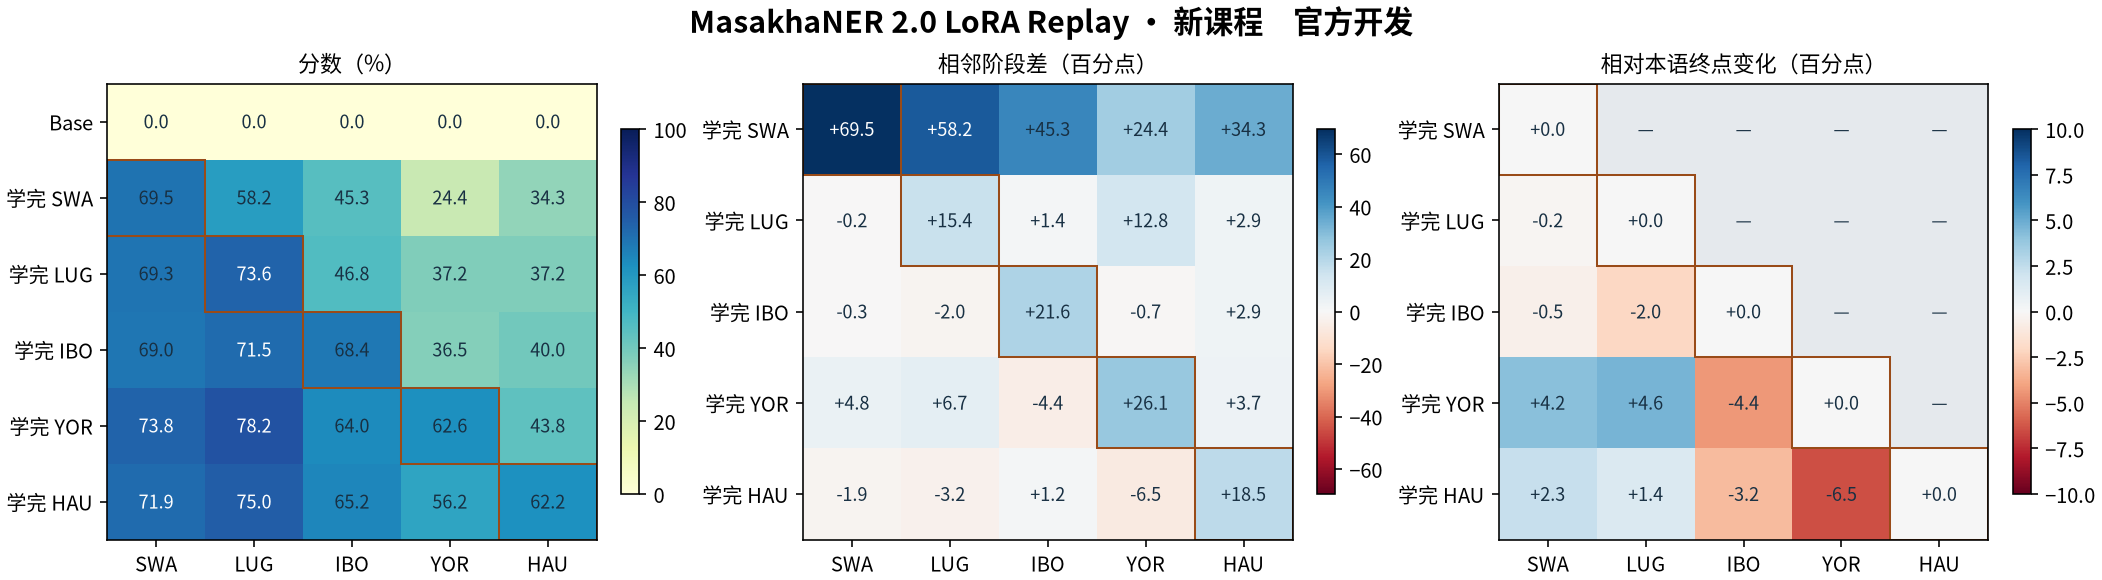 MasakhaNER 2.0 LoRA Replay · 新课程　官方开发
分数（%）
Base 0.0 0.0 0.0 0.0 0.0
学完 SWA 69.5 58.2 45.3 24.4 34.3
学完 LUG 69.3 73.6 46.8 37.2 37.2
学完 IBO 69.0 71.5 68.4 36.5 40.0
学完 YOR 73.8 78.2 64.0 62.6 43.8
学完 HAU 71.9 75.0 65.2 56.2 62.2
SWA LUG IBO YOR HAU
100
80
60
40
20
0
相邻阶段差（百分点）
学完 SWA +69.5 +58.2 +45.3 +24.4 +34.3
学完 LUG -0.2 +15.4 +1.4 +12.8 +2.9
学完 IBO -0.3 -2.0 +21.6 -0.7 +2.9
学完 YOR +4.8 +6.7 -4.4 +26.1 +3.7
学完 HAU -1.9 -3.2 +1.2 -6.5 +18.5
SWA LUG IBO YOR HAU
60
40
20
0
−20
−40
−60
相对本语终点变化（百分点）
学完 SWA +0.0 — — — —
学完 LUG -0.2 +0.0 — — —
学完 IBO -0.5 -2.0 +0.0 — —
学完 YOR +4.2 +4.6 -4.4 +0.0 —
学完 HAU +2.3 +1.4 -3.2 -6.5 +0.0
SWA LUG IBO YOR HAU
10.0
7.5
5.0
2.5
0.0
−2.5
−5.0
−7.5
−10.0